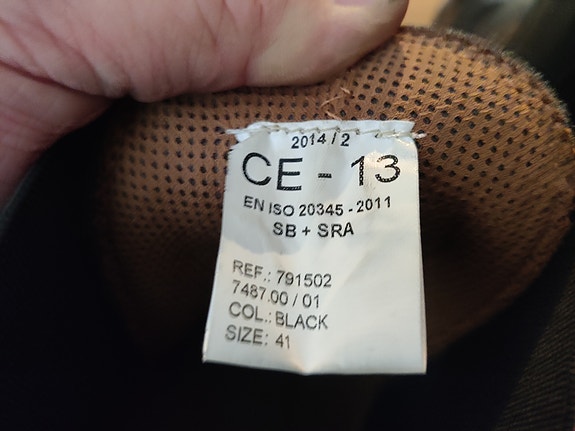 2014 / 2
CE - 13
EN ISO 20345 - 2011
SB + SRA
REF.: 791502
7487.00 / 01
COL.: BLACK
SIZE: 41